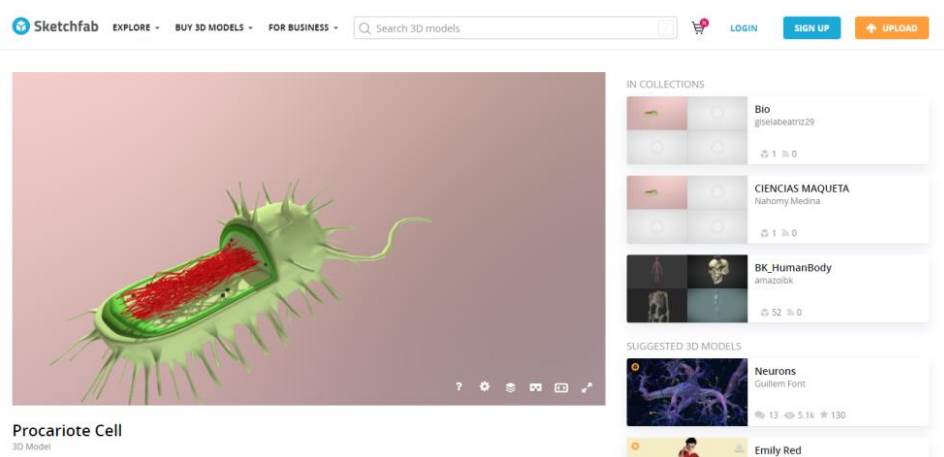 Sketchfab EXPLORE BUY 3D MODELS FOR BUSINESS Search 3D models / 0 LOGIN SIGN UP UPLOAD
IN COLLECTIONS
Bio
giselabeatriz29
1 0
CIENCIAS MAQUETA
Nahomy.Medina
1 0
BK_HumanBody
amazoibk
52 0
SUGGESTED 3D MODELS
Neurons
Guillem Font
13 5.1k 130
Emily Red
?
Procariote Cell
3D Model